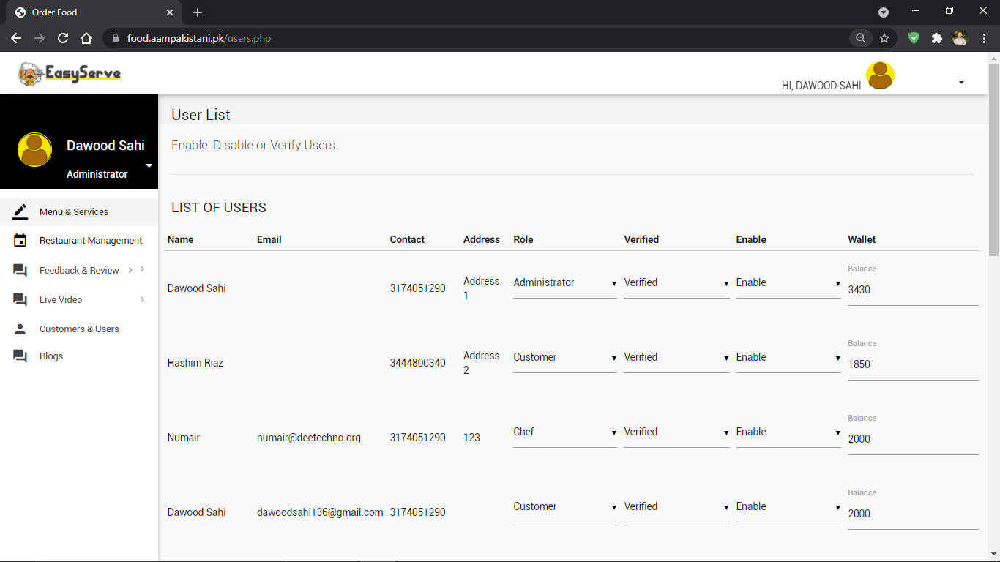 Order Food
food.aampakistani.pk/users.php
EasyServe
HI, DAWOOD SAHI
Dawood Sahi
Administrator
Menu & Services
Restaurant Management
Feedback & Review
Live Video
Customers & Users
Blogs
User List
Enable, Disable or Verify Users.
LIST OF USERS
Name Email Contact Address Role Verified Enable Wallet
Balance
Dawood Sahi 3174051290 Address 1 Administrator Verified Enable 3430
Balance
Hashim Riaz 3444800340 Address 2 Customer Verified Enable 1850
Balance
Numair numair@deetechno.org 3174051290 123 Chef Verified Enable 2000
Balance
Dawood Sahi dawoodsahi136@gmail.com 3174051290 Customer Verified Enable 2000